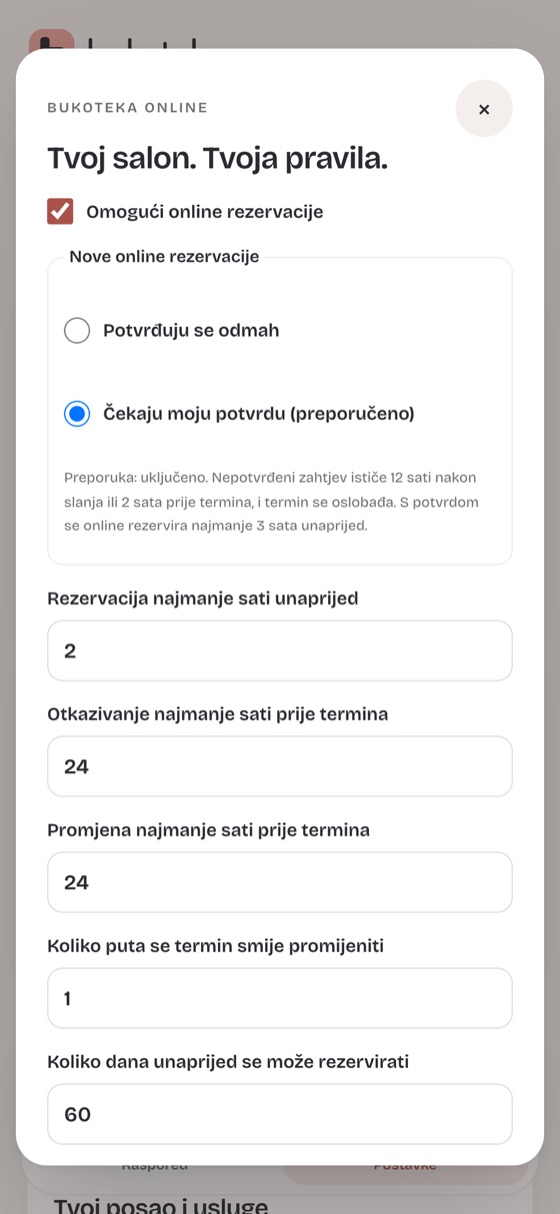 BUKOTEKA ONLINE
×
Tvoj salon. Tvoja pravila.
Omogući online rezervacije
Nove online rezervacije
Potvrđuju se odmah
Čekaju moju potvrdu (preporučeno)
Preporuka: uključeno. Nepotvrđeni zahtjev ističe 12 sati nakon
slanja ili 2 sata prije termina, i termin se oslobađa. S potvrdom
se online rezervira najmanje 3 sata unaprijed.
Rezervacija najmanje sati unaprijed
2
Otkazivanje najmanje sati prije termina
24
Promjena najmanje sati prije termina
24
Koliko puta se termin smije promijeniti
1
Koliko dana unaprijed se može rezervirati
60
Raspored
Postavke
Tvoj posao i usluge